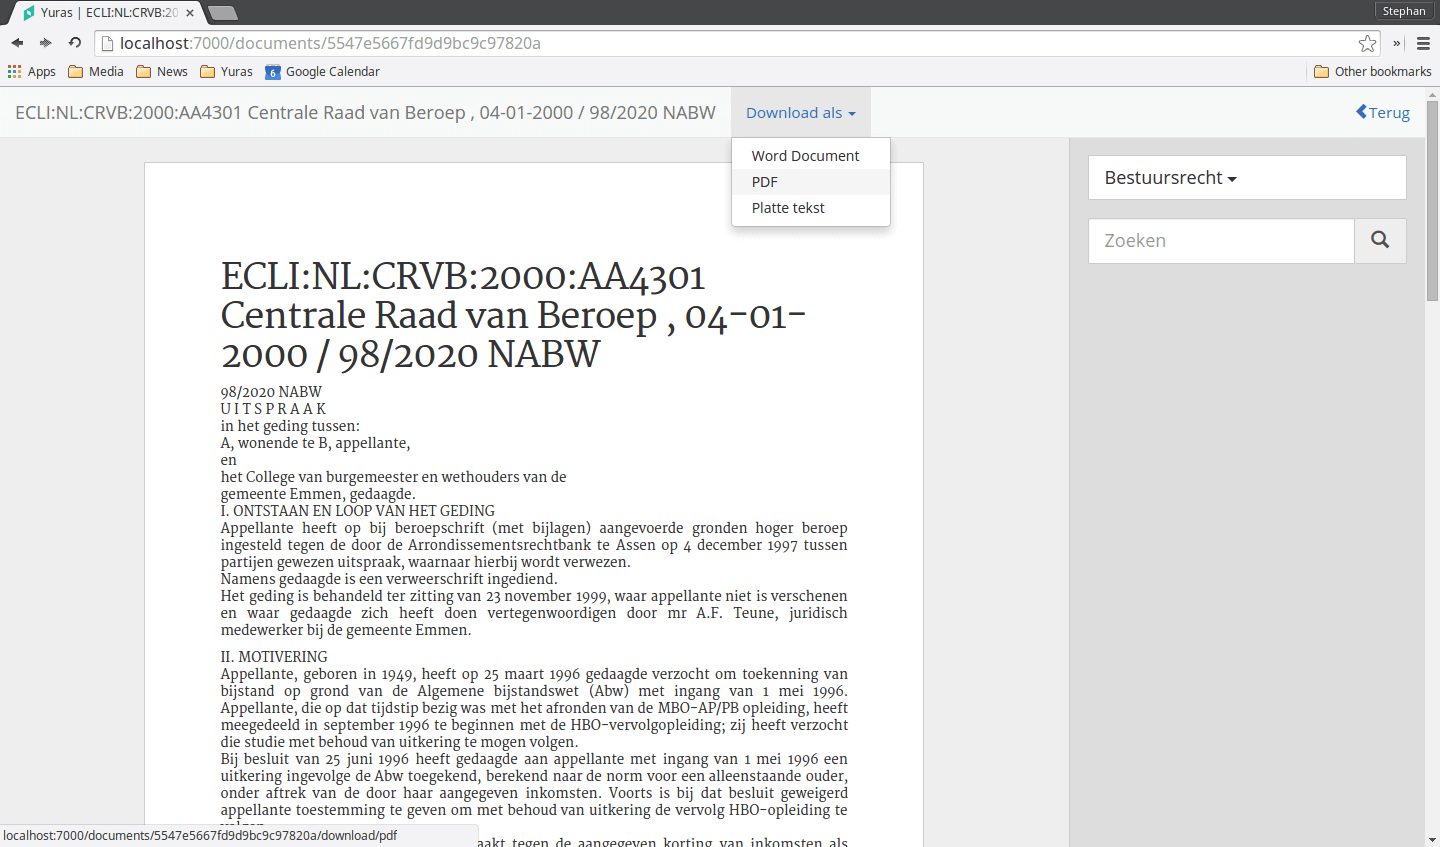 Yuras | ECLI:NL:CRVB:20
Stephan
localhost:7000/documents/5547e5667fd9d9bc9c97820a
Apps Media News Yuras 6 Google Calendar Other bookmarks
ECLI:NL:CRVB:2000:AA4301 Centrale Raad van Beroep , 04-01-2000 / 98/2020 NABW Download als Terug
Word Document
PDF
Platte tekst
Bestuursrecht
Zoeken
ECLI:NL:CRVB:2000:AA4301
Centrale Raad van Beroep , 04-01-
2000 / 98/2020 NABW
98/2020 NABW
U I T S P R A A K
in het geding tussen:
A, wonende te B, appellante,
en
het College van burgemeester en wethouders van de
gemeente Emmen, gedaagde.
I. ONTSTAAN EN LOOP VAN HET GEDING
Appellante heeft op bij beroepschrift (met bijlagen) aangevoerde gronden hoger beroep
ingesteld tegen de door de Arrondissementsrechtbank te Assen op 4 december 1997 tussen
partijen gewezen uitspraak, waarnaar hierbij wordt verwezen.
Namens gedaagde is een verweerschrift ingediend.
Het geding is behandeld ter zitting van 23 november 1999, waar appellante niet is verschenen
en waar gedaagde zich heeft doen vertegenwoordigen door mr A.F. Teune, juridisch
medewerker bij de gemeente Emmen.
II. MOTIVERING
Appellante, geboren in 1949, heeft op 25 maart 1996 gedaagde verzocht om toekenning van
bijstand op grond van de Algemene bijstandswet (Abw) met ingang van 1 mei 1996.
Appellante, die op dat tijdstip bezig was met het afronden van de MBO-AP/PB opleiding, heeft
meegedeeld in september 1996 te beginnen met de HBO-vervolgopleiding; zij heeft verzocht
die studie met behoud van uitkering te mogen volgen.
Bij besluit van 25 juni 1996 heeft gedaagde aan appellante met ingang van 1 mei 1996 een
uitkering ingevolge de Abw toegekend, berekend naar de norm voor een alleenstaande ouder,
onder aftrek van de door haar aangegeven inkomsten. Voorts is bij dat besluit geweigerd
appellante toestemming te geven om met behoud van uitkering de vervolg HBO-opleiding te
aakt tegen de aangegeven korting van inkomsten als
localhost:7000/documents/5547e5667fd9d9bc9c97820a/download/pdf